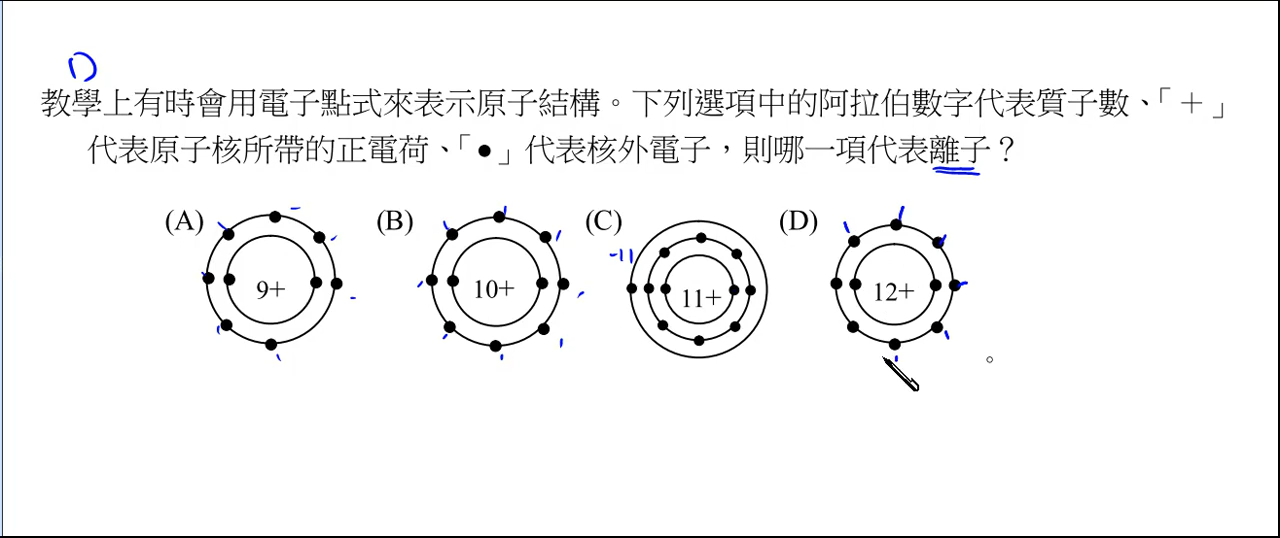 D
教學上有時會用電子點式來表示原子結構。下列選項中的阿拉伯數字代表質子數、「＋」
代表原子核所帶的正電荷、「●」代表核外電子，則哪一項代表離子？
(A) (B) (C) (D)
-11
9+ 10+ 11+ 12+ 。